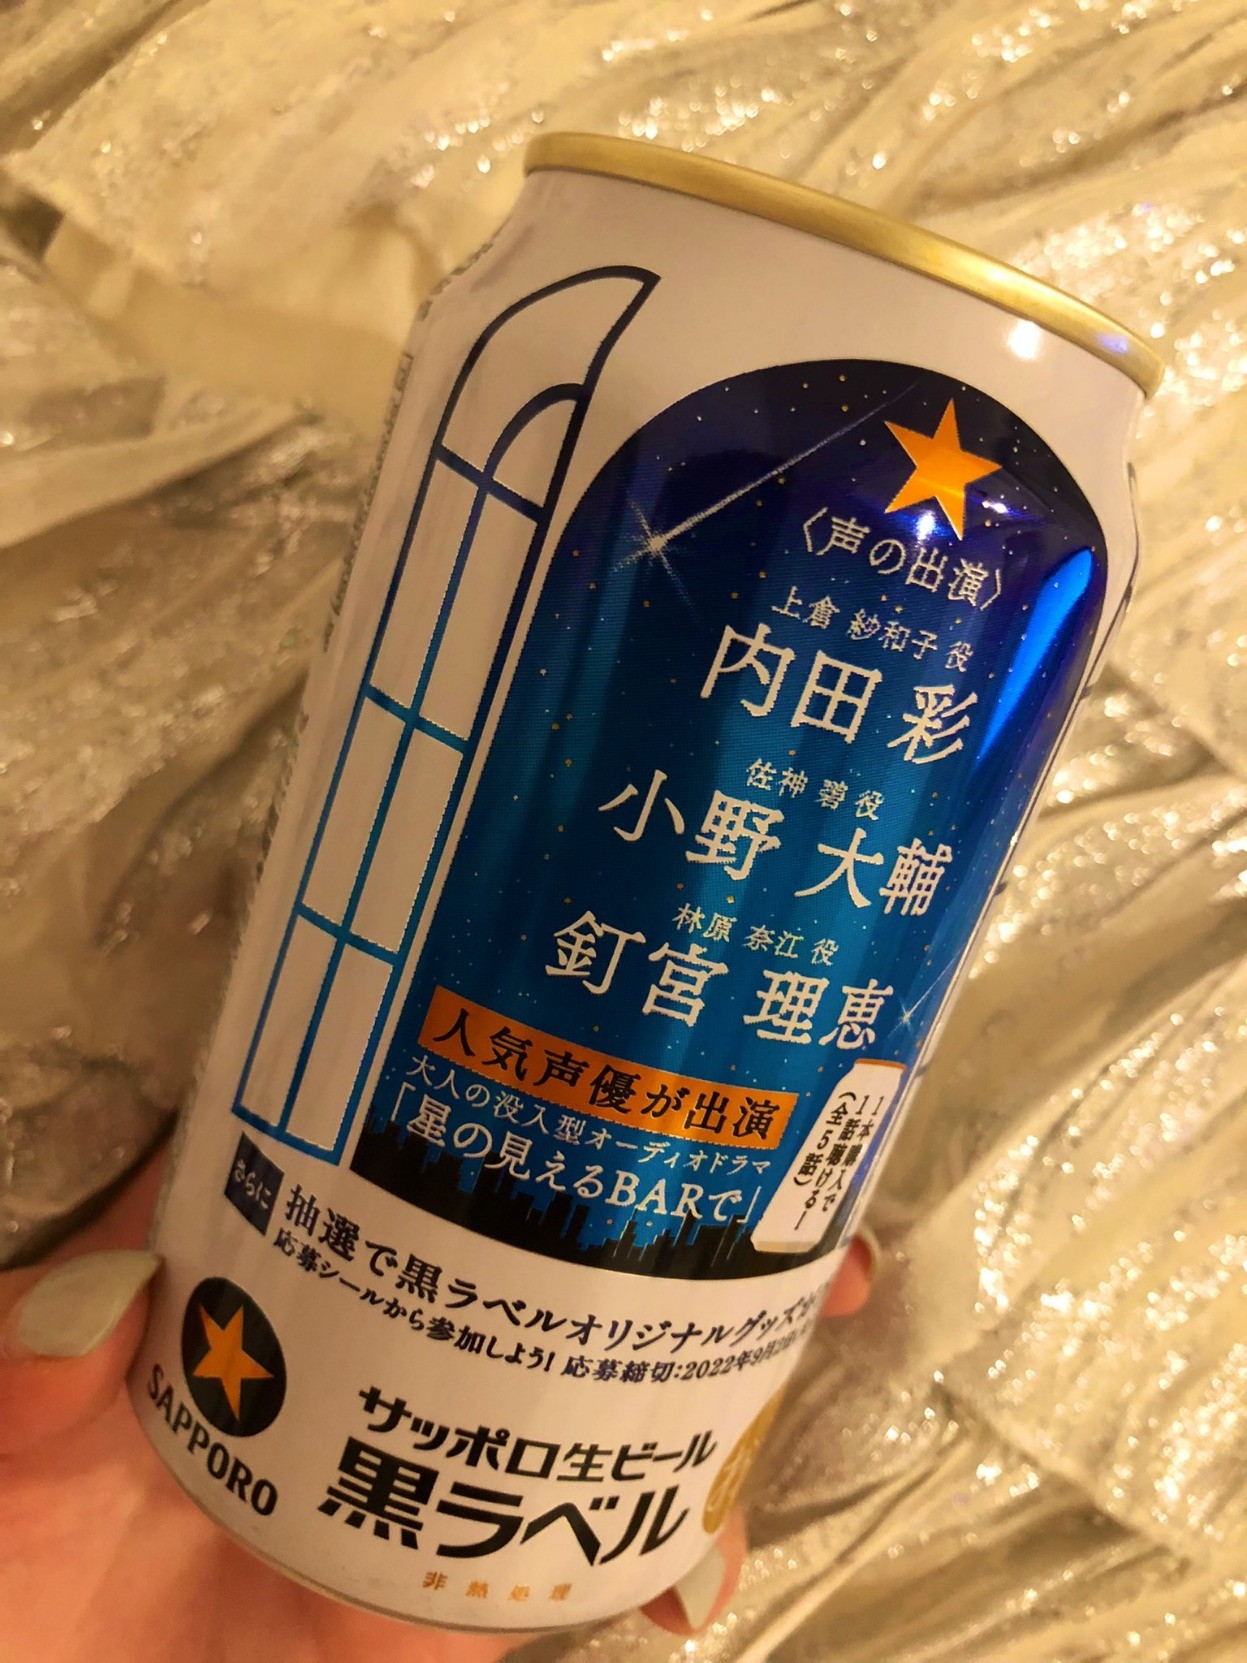 〈声の出演〉
上倉 紗和子 役
内田 彩
佐神 碧 役
小野 大輔
林原 奈江 役
釘宮 理恵
人気声優が出演
大人の没入型オーディオドラマ
「星の見えるBARで」
1本購入で
1話聴ける!
(全5話)
さらに
抽選で黒ラベルオリジナルグッズが
応募シールから参加しよう! 応募締切:2022年9月
SAPPORO
サッポロ生ビール
黒ラベル
非熱処理